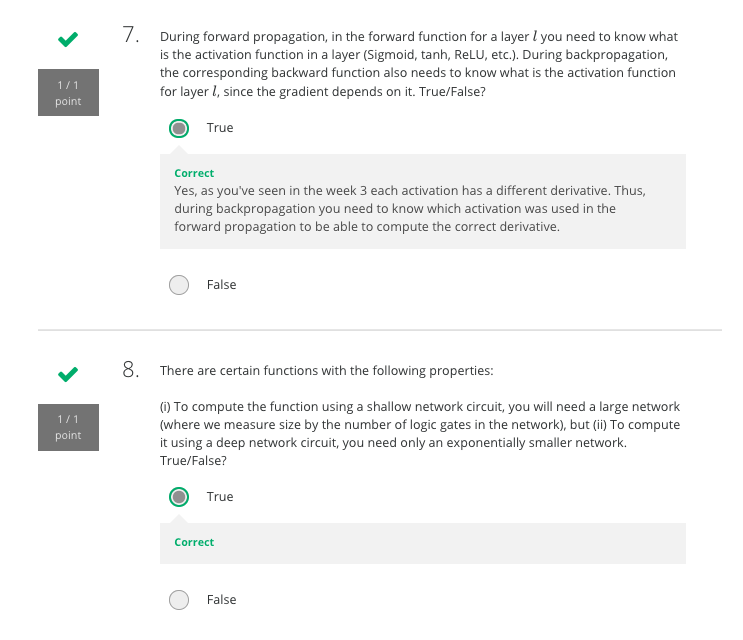 7.
During forward propagation, in the forward function for a layer l you need to know what
is the activation function in a layer (Sigmoid, tanh, ReLU, etc.). During backpropagation,
the corresponding backward function also needs to know what is the activation function
for layer l, since the gradient depends on it. True/False?
1 / 1
point
True
Correct
Yes, as you've seen in the week 3 each activation has a different derivative. Thus,
during backpropagation you need to know which activation was used in the
forward propagation to be able to compute the correct derivative.
False
8.
There are certain functions with the following properties:
1 / 1
point
(i) To compute the function using a shallow network circuit, you will need a large network
(where we measure size by the number of logic gates in the network), but (ii) To compute
it using a deep network circuit, you need only an exponentially smaller network.
True/False?
True
Correct
False